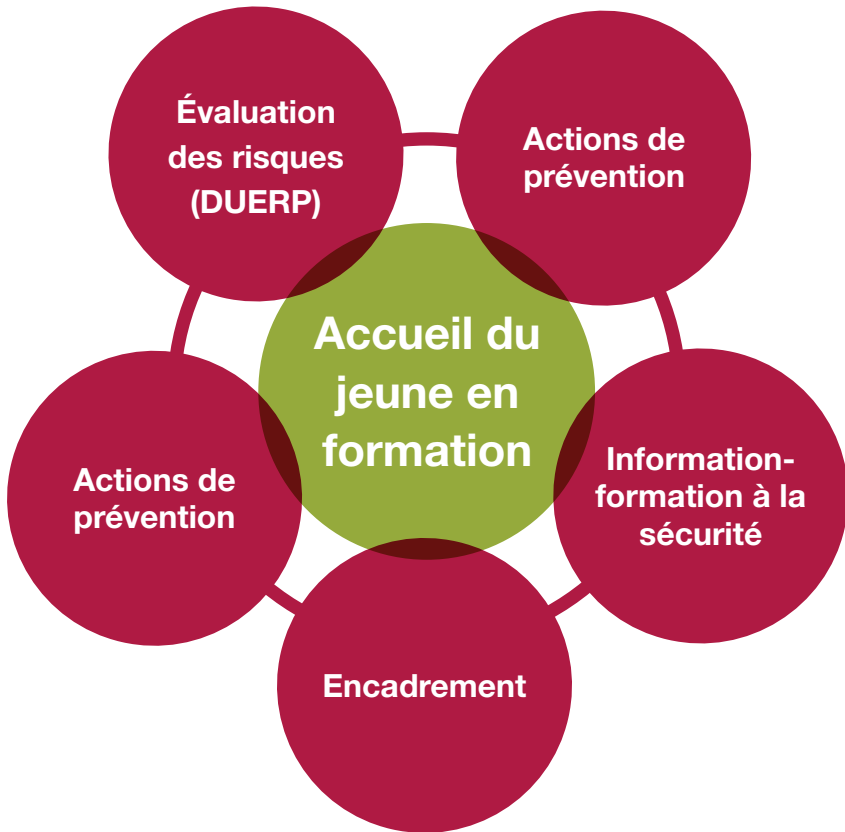 Évaluation
des risques
(DUERP)
Actions de
prévention
Accueil du
jeune en
formation
Actions de
prévention
Information-
formation à la
sécurité
Encadrement